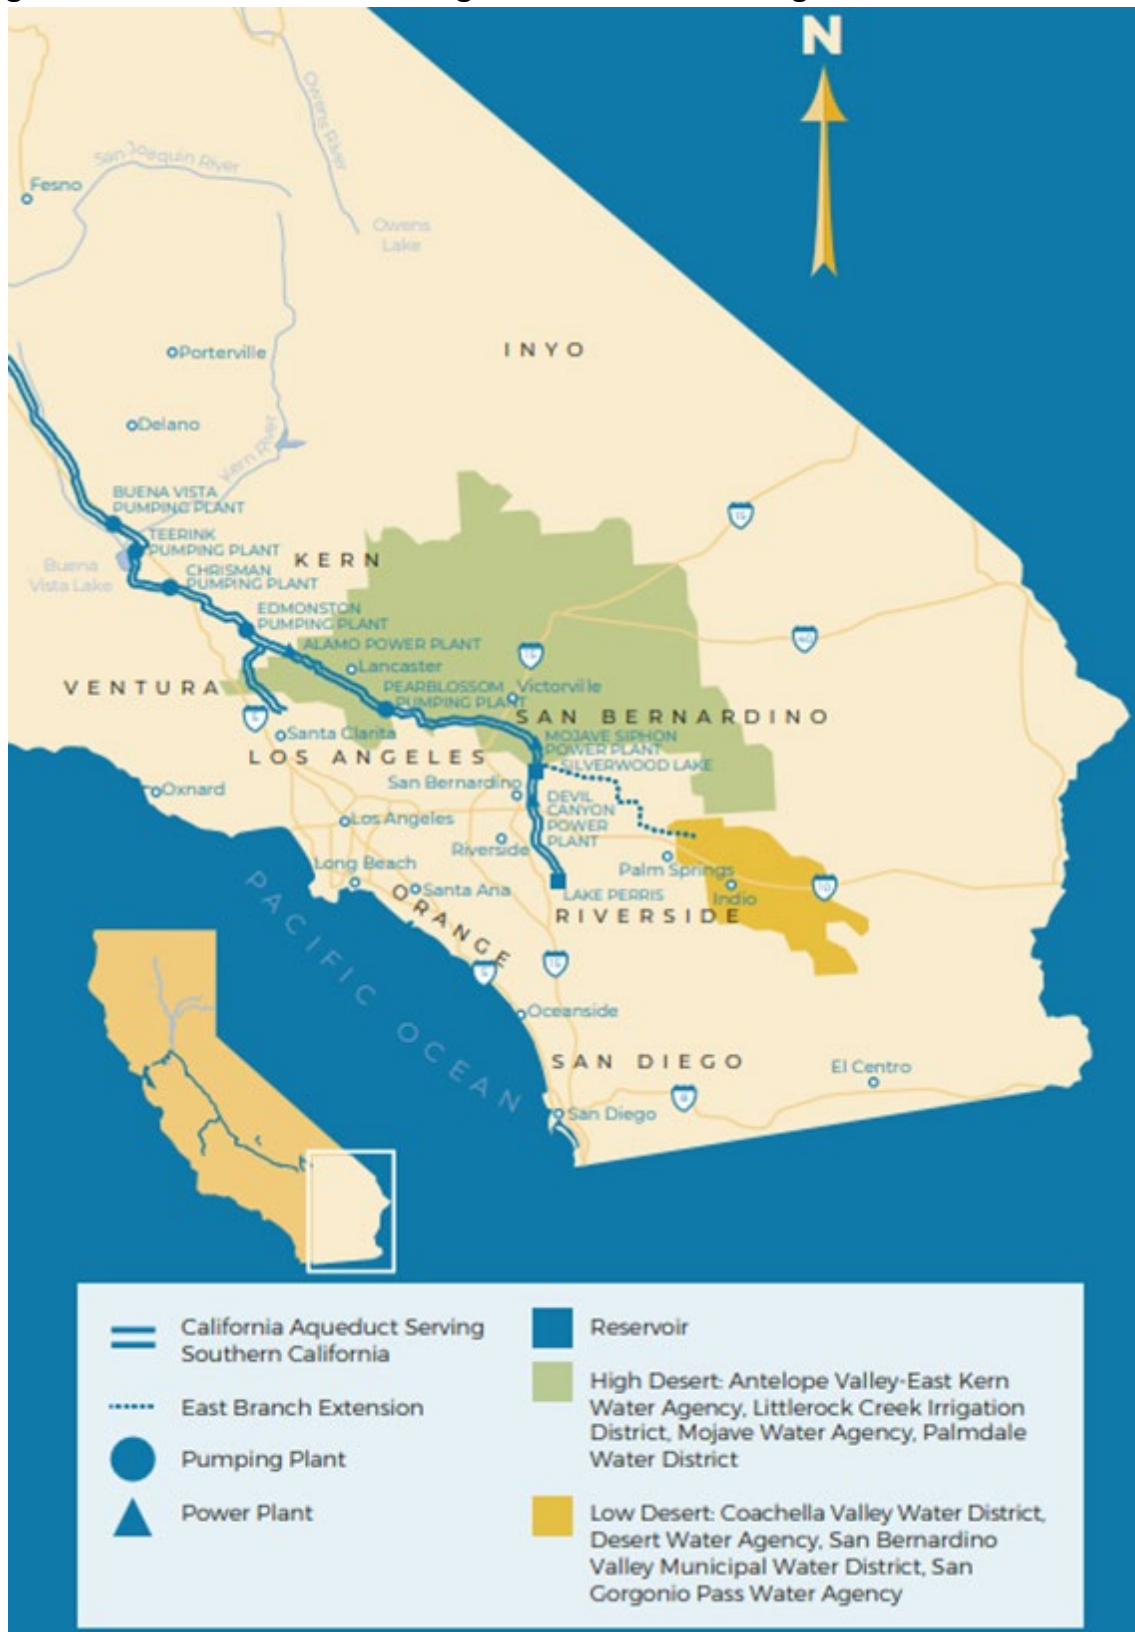 N
Owens River
San Joaquin River
Fesno
Owens
Lake
INYO
Porterville
Delano
Kern River
BUENA VISTA
PUMPING PLANT
TEERINK
PUMPING PLANT
Buena
Vista Lake
KERN
CHRISMAN
PUMPING PLANT
EDMONSTON
PUMPING PLANT
ALAMO POWER PLANT
Lancaster
15
40
15
VENTURA
PEARBLOSSOM
PUMPING PLANT
Victorville
SAN BERNARDINO
5
Santa Clarita
LOS ANGELES
MOJAVE SIPHON
POWER PLANT
SILVERWOOD LAKE
San Bernardino
Oxnard
DEVIL
CANYON
POWER
PLANT
Los Angeles
Riverside
Long Beach
Palm Springs
Santa Ana
Indio
10
LAKE PERRIS
ORANGE
RIVERSIDE
PACIFIC OCEAN
5
15
Oceanside
SAN DIEGO
El Centro
8
San Diego
California Aqueduct Serving
Southern California
East Branch Extension
Pumping Plant
Power Plant
Reservoir
High Desert: Antelope Valley-East Kern
Water Agency, Littlerock Creek Irrigation
District, Mojave Water Agency, Palmdale
Water District
Low Desert: Coachella Valley Water District,
Desert Water Agency, San Bernardino
Valley Municipal Water District, San
Gorgonio Pass Water Agency